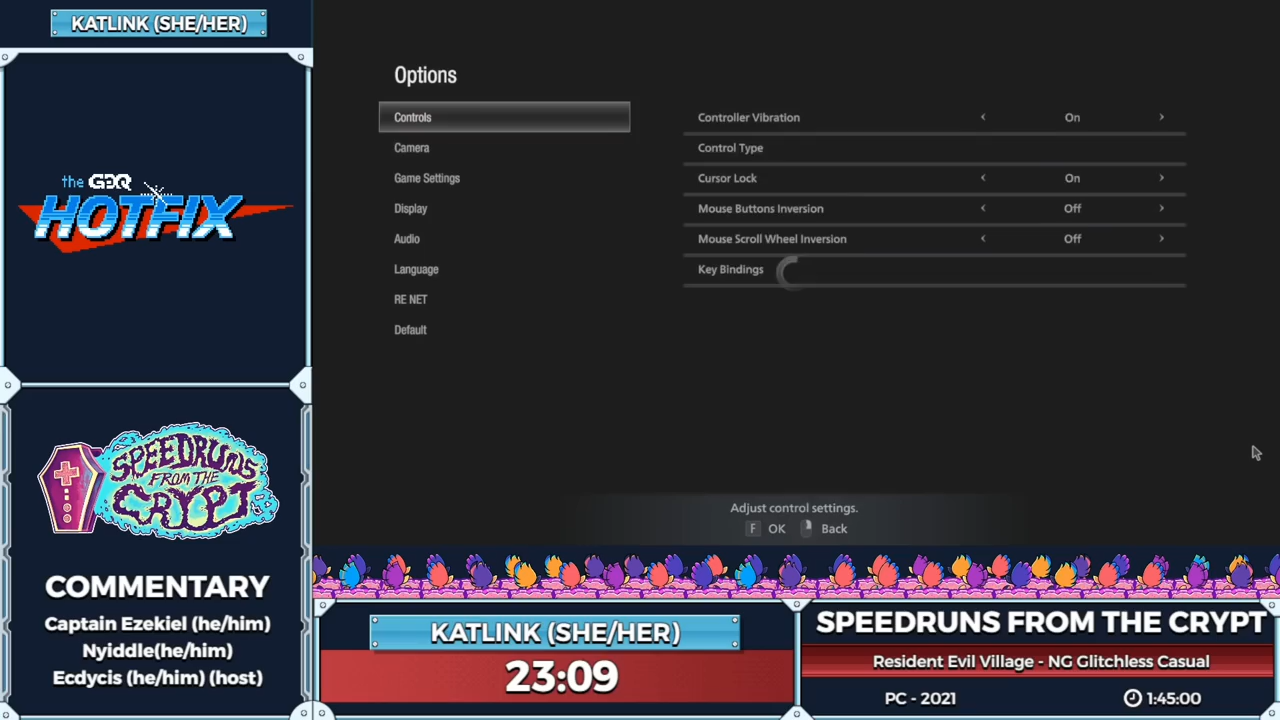 KATLINK (SHE/HER)
the GDQ
HOTFIX
SPEEDRUNS
FROM THE
CRYPT
COMMENTARY
Captain Ezekiel (he/him)
Nyiddle(he/him)
Ecdycis (he/him) (host)
Options
Controls
Camera
Game Settings
Display
Audio
Language
RE NET
Default
Controller Vibration < On >
Control Type
Cursor Lock < On >
Mouse Buttons Inversion < Off >
Mouse Scroll Wheel Inversion < Off >
Key Bindings
Adjust control settings.
F OK Back
KATLINK (SHE/HER)
23:09
SPEEDRUNS FROM THE CRYPT
Resident Evil Village - NG Glitchless Casual
PC - 2021 1:45:00